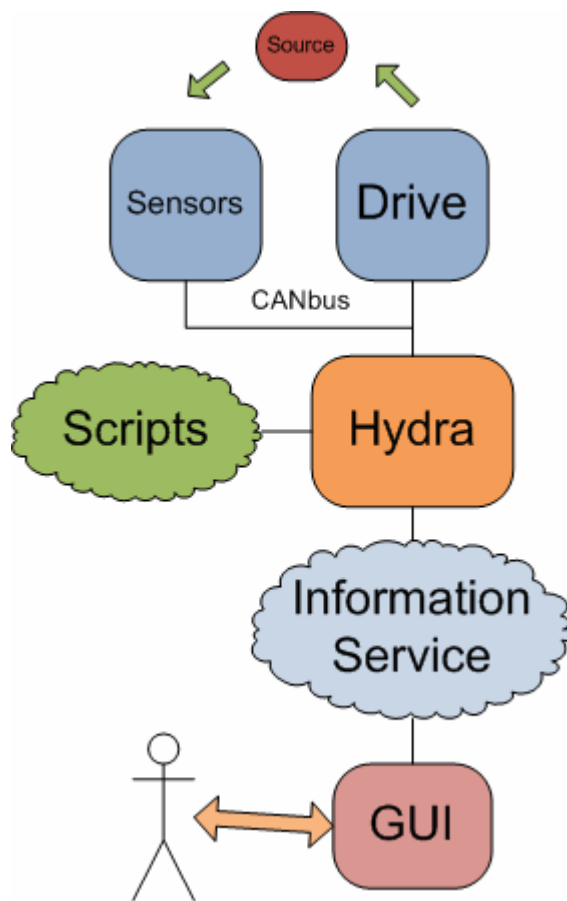 Source
Sensors
Drive
CANbus
Scripts
Hydra
Information
Service
GUI